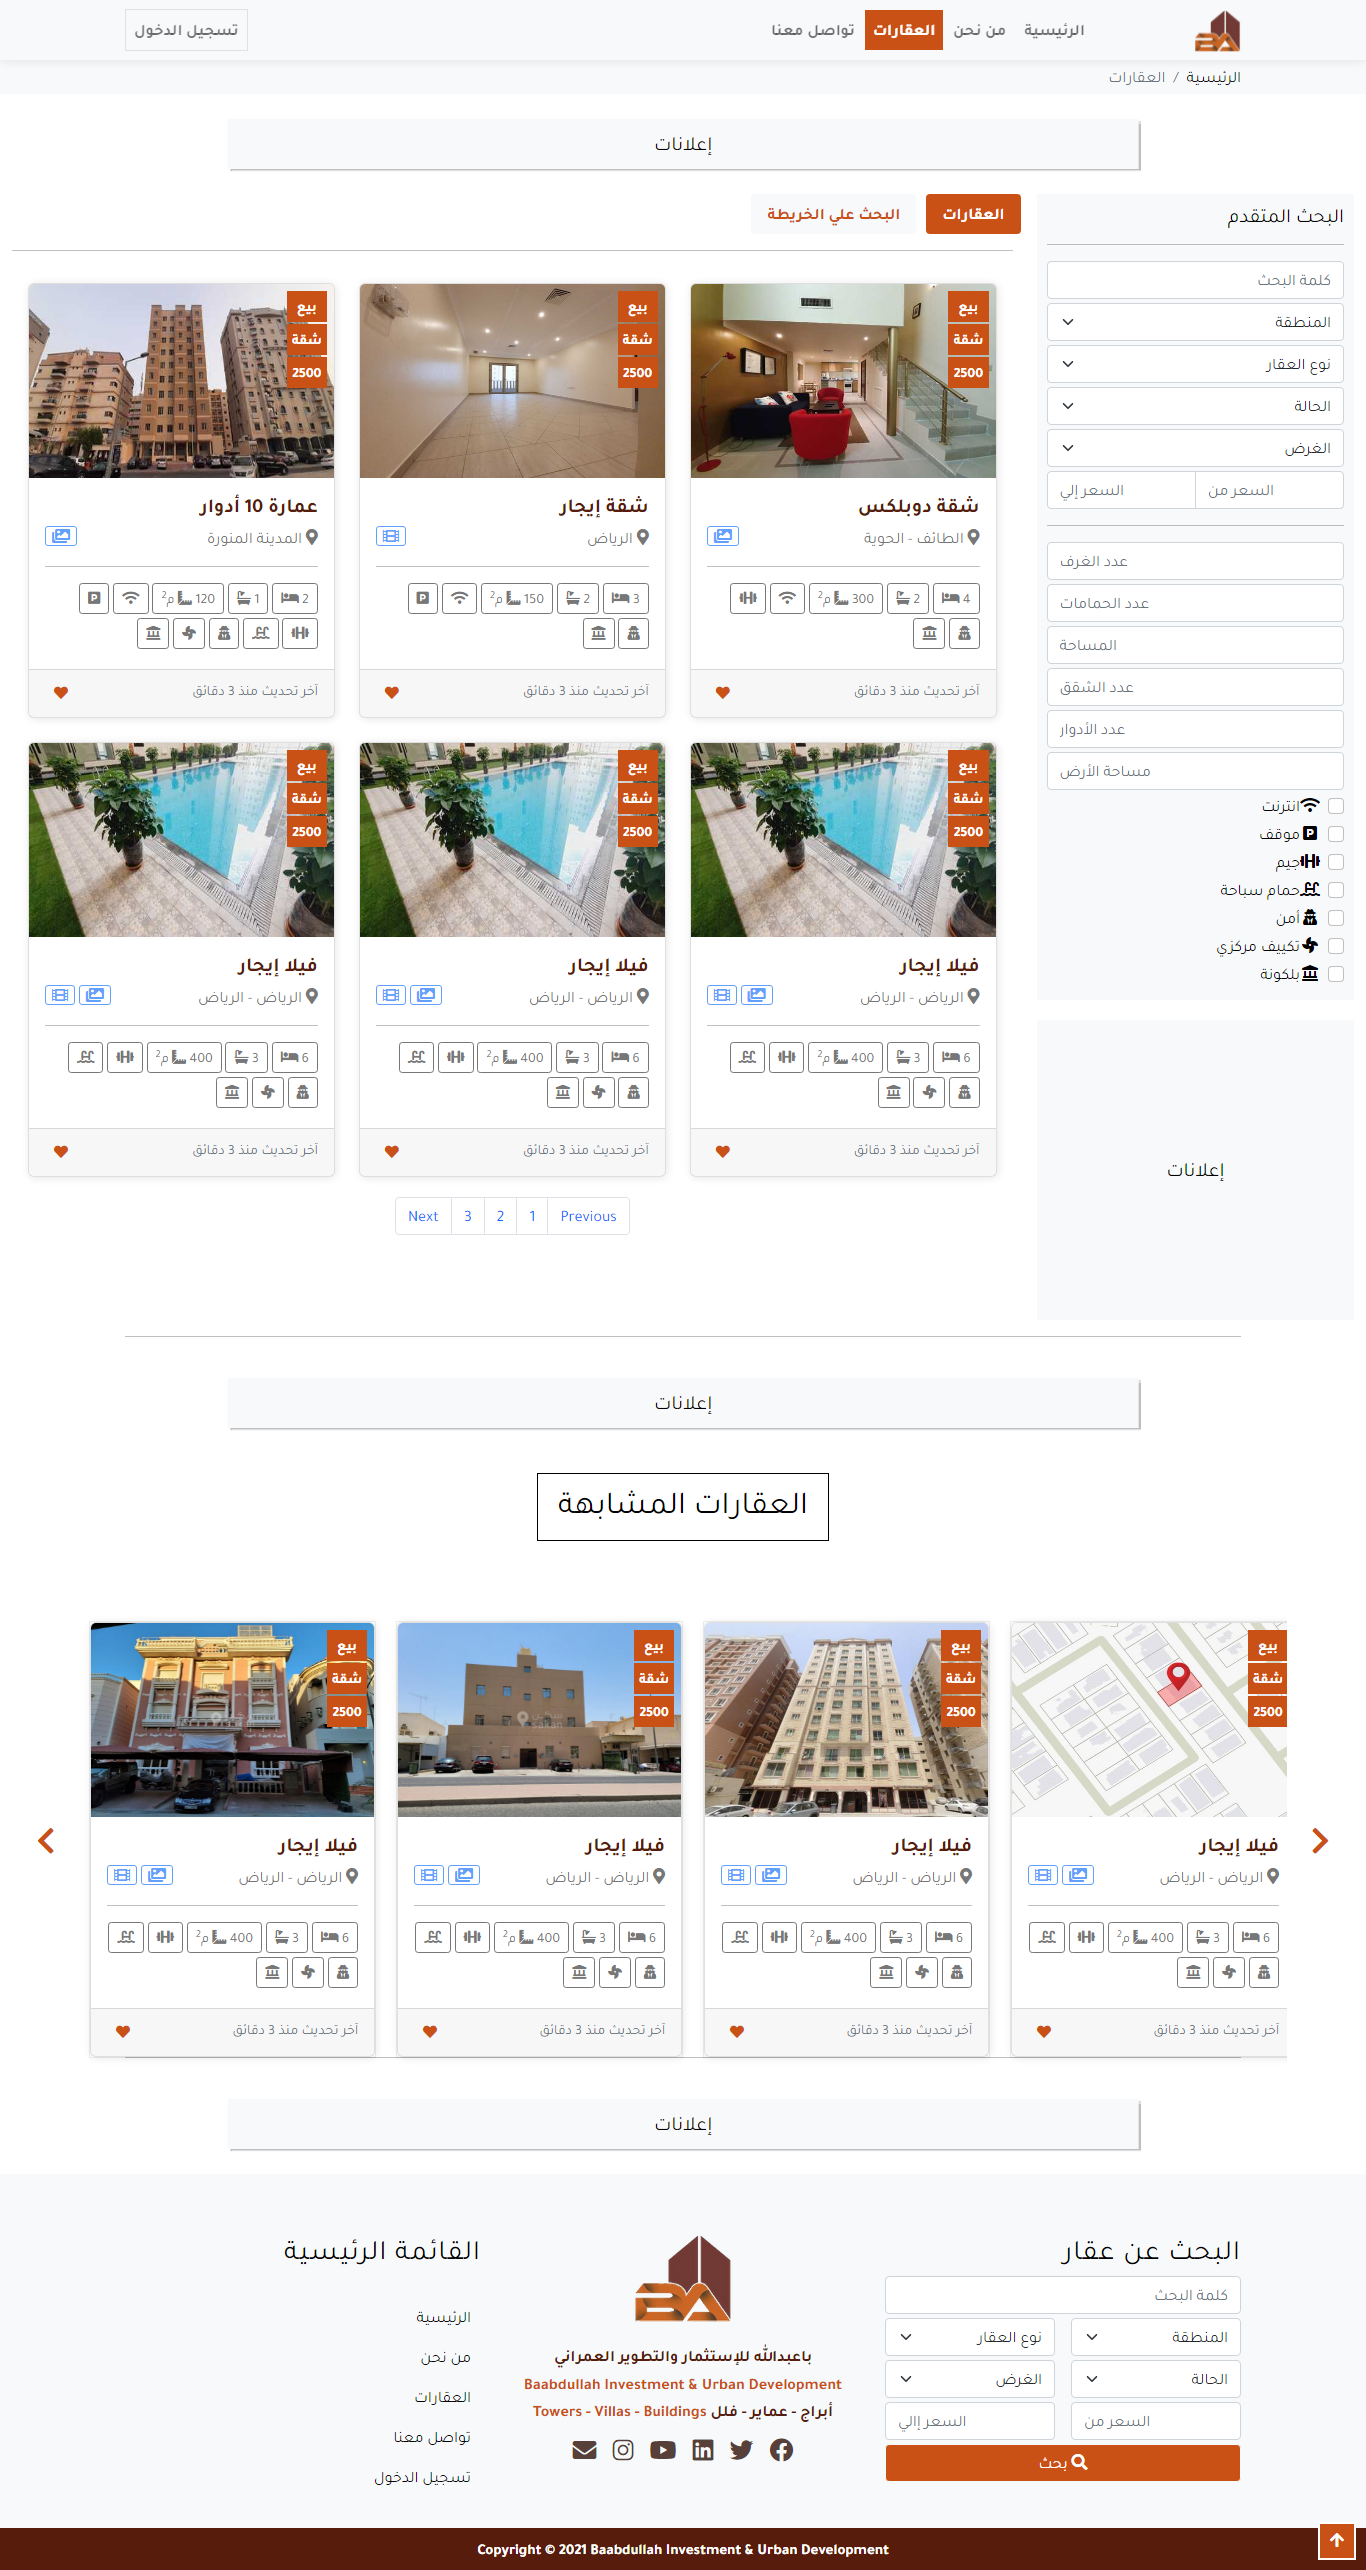 الرئيسية من نحن العقارات تواصل معنا تسجيل الدخول
الرئيسية / العقارات
إعلانات
البحث المتقدم
كلمة البحث
المنطقة
نوع العقار
الحالة
الغرض
السعر من السعر إلي
عدد الغرف
عدد الحمامات
المساحة
عدد الشقق
عدد الأدوار
مساحة الأرض
انترنت
موقف
جيم
حمام سباحة
أمن
تكييف مركزي
بلكونة
إعلانات
العقارات البحث علي الخريطة
بيع
شقة
2500
شقة دوبلكس
الطائف - الحوية
4 2 300 م2
آخر تحديث منذ 3 دقائق
بيع
شقة
2500
شقة إيجار
الرياض
3 2 150 م2
آخر تحديث منذ 3 دقائق
بيع
شقة
2500
عمارة 10 أدوار
المدينة المنورة
2 1 120 م2
آخر تحديث منذ 3 دقائق
بيع
شقة
2500
فيلا إيجار
الرياض - الرياض
6 3 400 م2
آخر تحديث منذ 3 دقائق
بيع
شقة
2500
فيلا إيجار
الرياض - الرياض
6 3 400 م2
آخر تحديث منذ 3 دقائق
بيع
شقة
2500
فيلا إيجار
الرياض - الرياض
6 3 400 م2
آخر تحديث منذ 3 دقائق
Previous 1 2 3 Next
إعلانات
العقارات المشابهة
بيع
شقة
2500
فيلا إيجار
الرياض - الرياض
6 3 400 م2
آخر تحديث منذ 3 دقائق
بيع
شقة
2500
فيلا إيجار
الرياض - الرياض
6 3 400 م2
آخر تحديث منذ 3 دقائق
بيع
شقة
2500
فيلا إيجار
الرياض - الرياض
6 3 400 م2
آخر تحديث منذ 3 دقائق
بيع
شقة
2500
فيلا إيجار
الرياض - الرياض
6 3 400 م2
آخر تحديث منذ 3 دقائق
إعلانات
البحث عن عقار
كلمة البحث
المنطقة نوع العقار
الحالة الغرض
السعر من السعر إالي
بحث
باعبدالله للإستثمار والتطوير العمراني
Baabdullah Investment & Urban Development
أبراج - عماير - فلل Towers - Villas - Buildings
القائمة الرئيسية
الرئيسية
من نحن
العقارات
تواصل معنا
تسجيل الدخول
Copyright © 2021 Baabdullah Investment & Urban Development